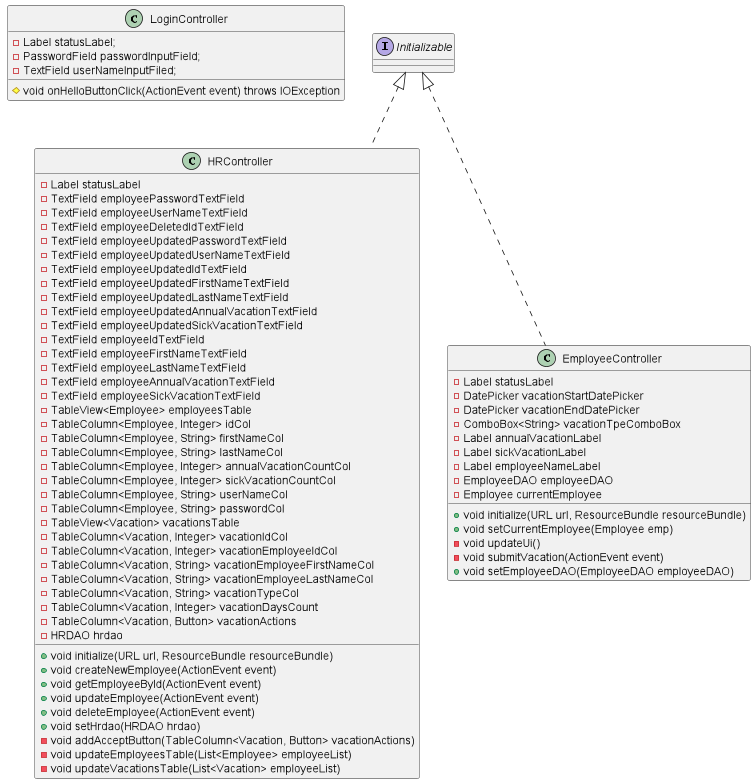 C LoginController
Label statusLabel;
PasswordField passwordInputField;
TextField userNameInputFiled;
void onHelloButtonClick(ActionEvent event) throws IOException
I Initializable
C HRController
Label statusLabel
TextField employeePasswordTextField
TextField employeeUserNameTextField
TextField employeeDeletedIdTextField
TextField employeeUpdatedPasswordTextField
TextField employeeUpdatedUserNameTextField
TextField employeeUpdatedIdTextField
TextField employeeUpdatedFirstNameTextField
TextField employeeUpdatedLastNameTextField
TextField employeeUpdatedAnnualVacationTextField
TextField employeeUpdatedSickVacationTextField
TextField employeeIdTextField
TextField employeeFirstNameTextField
TextField employeeLastNameTextField
TextField employeeAnnualVacationTextField
TextField employeeSickVacationTextField
TableView<Employee> employeesTable
TableColumn<Employee, Integer> idCol
TableColumn<Employee, String> firstNameCol
TableColumn<Employee, String> lastNameCol
TableColumn<Employee, Integer> annualVacationCountCol
TableColumn<Employee, Integer> sickVacationCountCol
TableColumn<Employee, String> userNameCol
TableColumn<Employee, String> passwordCol
TableView<Vacation> vacationsTable
TableColumn<Vacation, Integer> vacationIdCol
TableColumn<Vacation, Integer> vacationEmployeeIdCol
TableColumn<Vacation, String> vacationEmployeeFirstNameCol
TableColumn<Vacation, String> vacationEmployeeLastNameCol
TableColumn<Vacation, String> vacationTypeCol
TableColumn<Vacation, Integer> vacationDaysCount
TableColumn<Vacation, Button> vacationActions
HRDAO hrdao
void initialize(URL url, ResourceBundle resourceBundle)
void createNewEmployee(ActionEvent event)
void getEmployeeById(ActionEvent event)
void updateEmployee(ActionEvent event)
void deleteEmployee(ActionEvent event)
void setHrdao(HRDAO hrdao)
void addAcceptButton(TableColumn<Vacation, Button> vacationActions)
void updateEmployeesTable(List<Employee> employeeList)
void updateVacationsTable(List<Vacation> employeeList)
C EmployeeController
Label statusLabel
DatePicker vacationStartDatePicker
DatePicker vacationEndDatePicker
ComboBox<String> vacationTpeComboBox
Label annualVacationLabel
Label sickVacationLabel
Label employeeNameLabel
EmployeeDAO employeeDAO
Employee currentEmployee
void initialize(URL url, ResourceBundle resourceBundle)
void setCurrentEmployee(Employee emp)
void updateUi()
void submitVacation(ActionEvent event)
void setEmployeeDAO(EmployeeDAO employeeDAO)